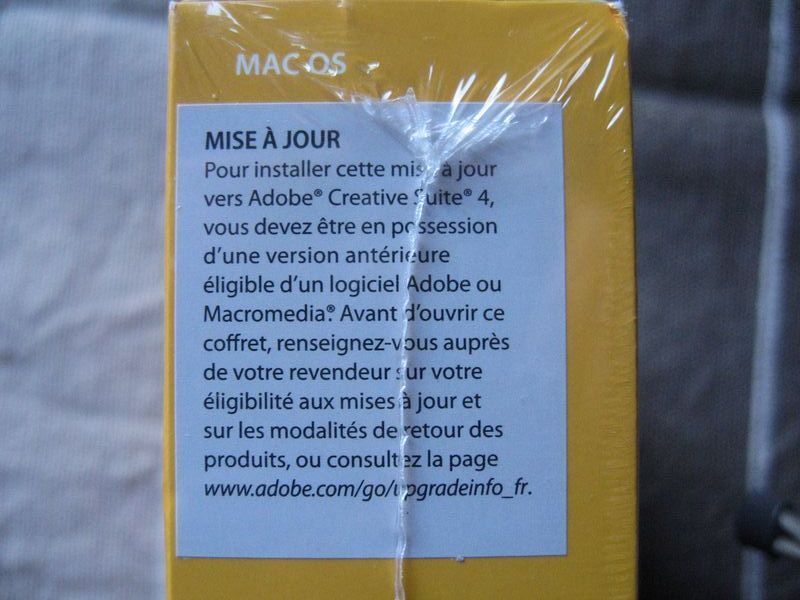 MAC OS
MISE À JOUR
Pour installer cette mise à jour
vers Adobe® Creative Suite® 4,
vous devez être en possession
d'une version antérieure
éligible d'un logiciel Adobe ou
Macromedia®. Avant d'ouvrir ce
coffret, renseignez-vous auprès
de votre revendeur sur votre
éligibilité aux mises à jour et
sur les modalités de retour des
produits, ou consultez la page
www.adobe.com/go/upgradeinfo_fr.